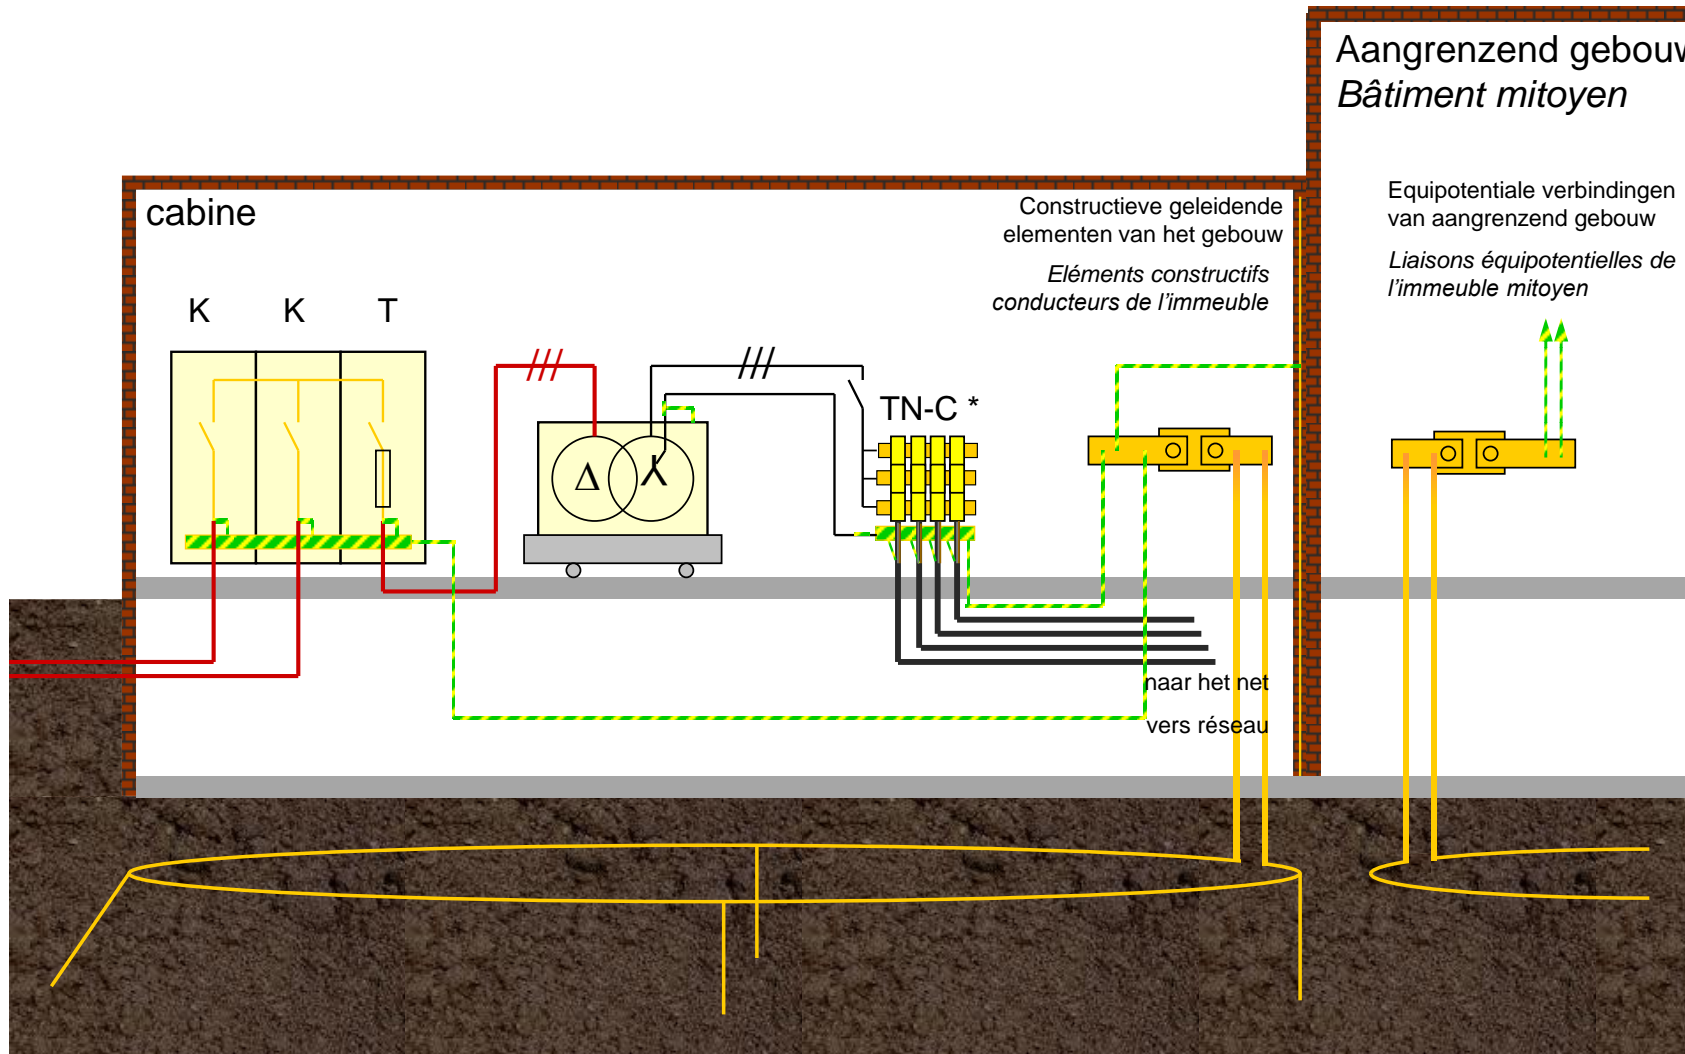 Aangrenzend gebouw
Bâtiment mitoyen
cabine
Constructieve geleidende
elementen van het gebouw
Eléments constructifs
conducteurs de l'immeuble
Equipotentiale verbindingen
van aangrenzend gebouw
Liaisons équipotentielles de
l'immeuble mitoyen
K K T
TN-C *
Δ
naar het net
vers réseau